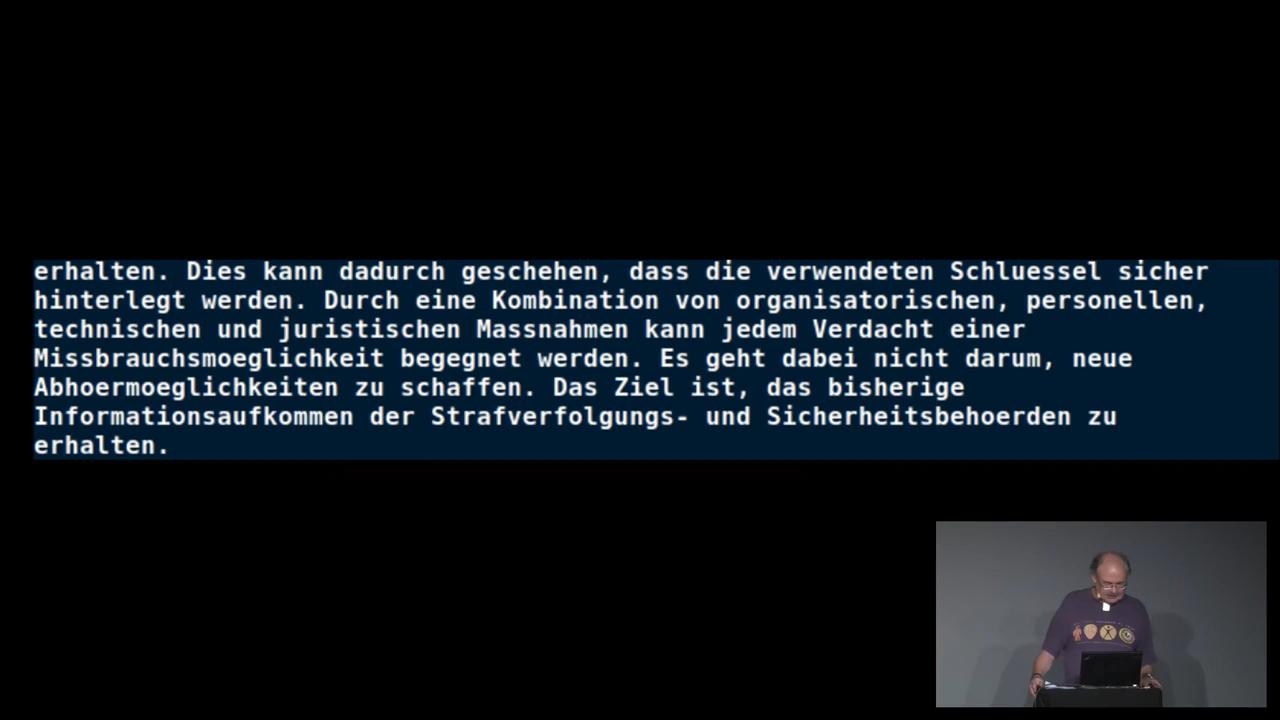 erhalten. Dies kann dadurch geschehen, dass die verwendeten Schluessel sicher
hinterlegt werden. Durch eine Kombination von organisatorischen, personellen,
technischen und juristischen Massnahmen kann jedem Verdacht einer
Missbrauchsmoeglichkeit begegnet werden. Es geht dabei nicht darum, neue
Abhoermoeglichkeiten zu schaffen. Das Ziel ist, das bisherige
Informationsaufkommen der Strafverfolgungs- und Sicherheitsbehoerden zu
erhalten.